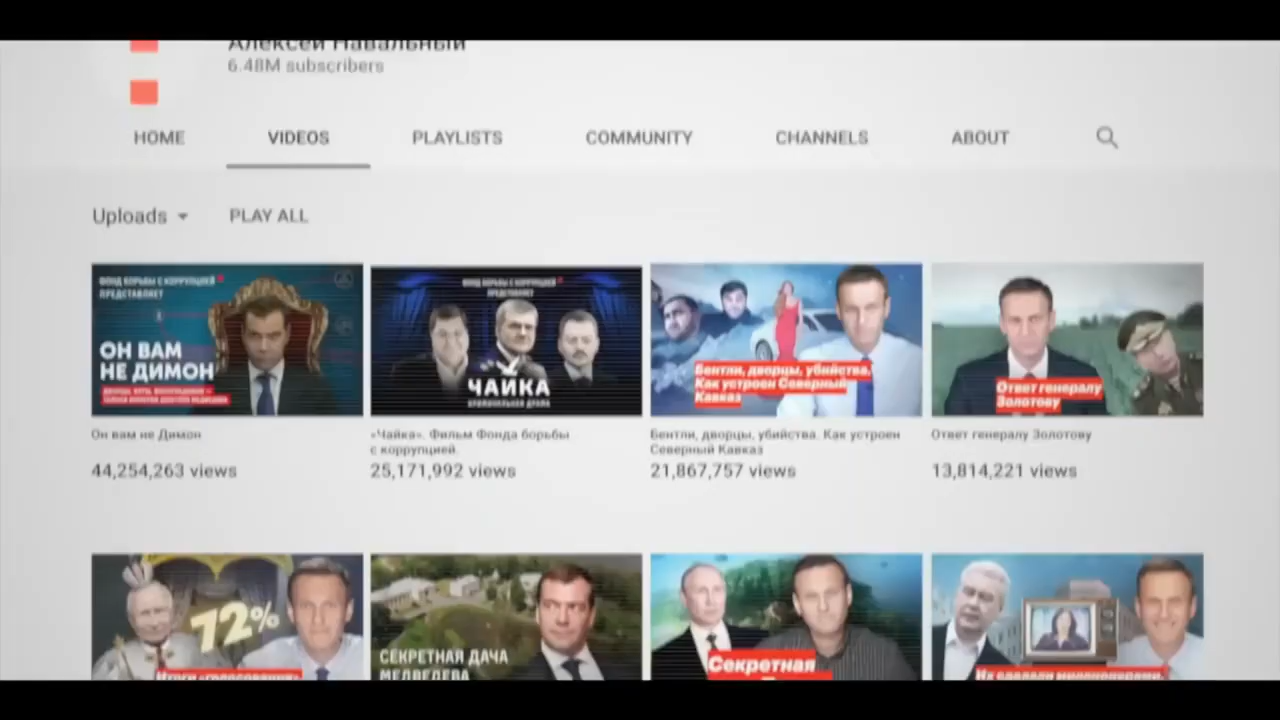 Алексей Навальный
6.48M subscribers
HOME VIDEOS PLAYLISTS COMMUNITY CHANNELS ABOUT
Uploads PLAY ALL
ФОНД БОРЬБЫ С КОРРУПЦИЕЙ
ПРЕДСТАВЛЯЕТ
ОН ВАМ
НЕ ДИМОН
ФОНД БОРЬБЫ С КОРРУПЦИЕЙ
ПРЕДСТАВЛЯЕТ
ЧАЙКА
Бентли, дворцы, убийства.
Как устроен Северный
Кавказ
Ответ генералу
Золотову
Он вам не Димон
44,254,263 views
«Чайка». Фильм Фонда борьбы
с коррупцией.
25,171,992 views
Бентли, дворцы, убийства. Как устроен
Северный Кавказ
21,867,757 views
Ответ генералу Золотову
13,814,221 views
72%
СЕКРЕТНАЯ ДАЧА
МЕДВЕДЕВА
Секретная